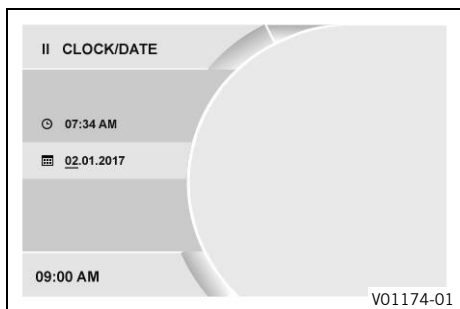 II CLOCK/DATE
07:34 AM
02.01.2017
09:00 AM
V01174-01